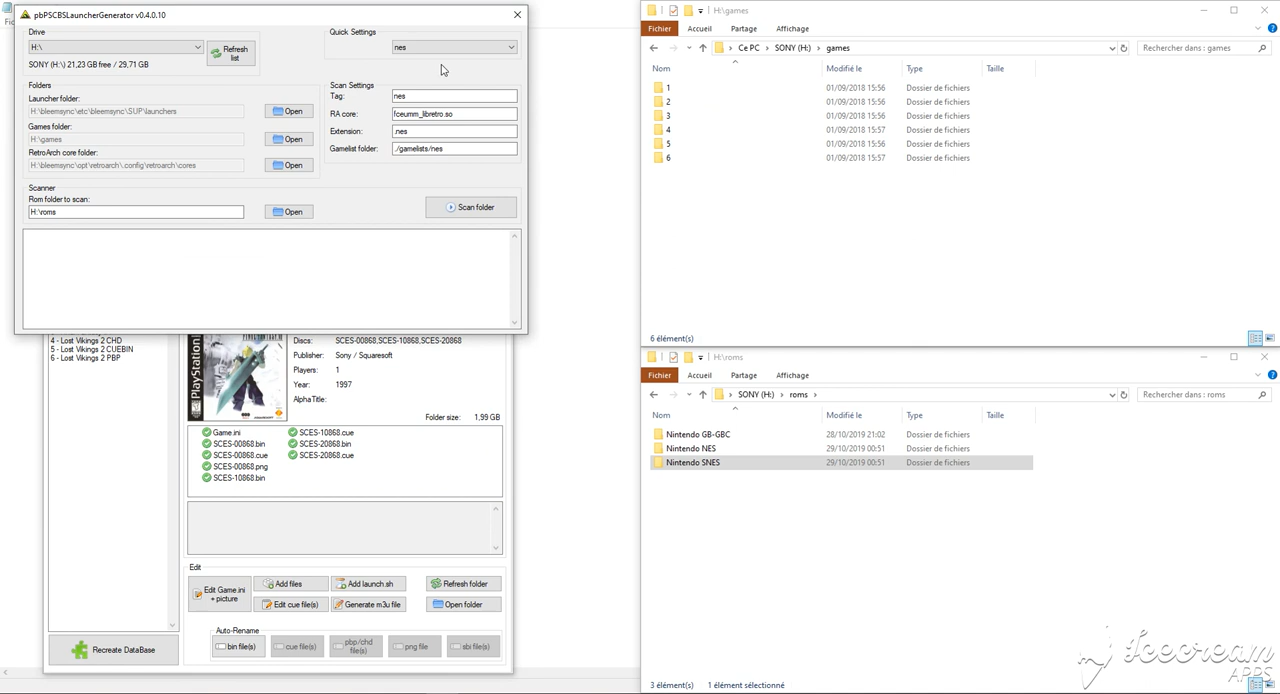 pbPSCBSLauncherGenerator v0.4.0.10
Drive
H:\
Refresh list
SONY (H:\) 21,23 GB free / 29,71 GB
Quick Settings
nes
Folders
Launcher folder:
H:\bleemsync\etc\bleemsync\SUP\launchers
Open
Games folder:
H:\games
Open
RetroArch core folder:
H:\bleemsync\opt\retroarch\.config\retroarch\cores
Open
Scan Settings
Tag:
nes
RA core:
fceumm_libretro.so
Extension:
.nes
Gamelist folder:
./gamelists/nes
Scanner
Rom folder to scan:
H:\roms
Open
Scan folder
4 - Lost Vikings 2 CHD
5 - Lost Vikings 2 CUEBIN
6 - Lost Vikings 2 PBP
Recreate DataBase
PlayStation
Discs: SCES-00868,SCES-10868,SCES-20868
Publisher: Sony / Squaresoft
Players: 1
Year: 1997
AlphaTitle:
Folder size: 1,99 GB
Game.ini
SCES-00868.bin
SCES-00868.cue
SCES-00868.png
SCES-10868.bin
SCES-10868.cue
SCES-20868.bin
SCES-20868.cue
Edit
Edit Game.ini + picture
Add files
Add launch.sh
Refresh folder
Edit cue file(s)
Generate m3u file
Open folder
Auto-Rename
bin file(s)
cue file(s)
pbp/chd file(s)
png file
sbi file(s)
H:\games
Fichier Accueil Partage Affichage
Ce PC SONY (H:) games
Rechercher dans : games
Nom Modifié le Type Taille
1 01/09/2018 15:56 Dossier de fichiers
2 01/09/2018 15:56 Dossier de fichiers
3 01/09/2018 15:56 Dossier de fichiers
4 01/09/2018 15:57 Dossier de fichiers
5 01/09/2018 15:56 Dossier de fichiers
6 01/09/2018 15:57 Dossier de fichiers
6 élément(s)
H:\roms
Fichier Accueil Partage Affichage
SONY (H:) roms
Rechercher dans : roms
Nom Modifié le Type Taille
Nintendo GB-GBC 28/10/2019 21:02 Dossier de fichiers
Nintendo NES 29/10/2019 00:51 Dossier de fichiers
Nintendo SNES 29/10/2019 00:51 Dossier de fichiers
3 élément(s) 1 élément sélectionné
Icecream
APPS